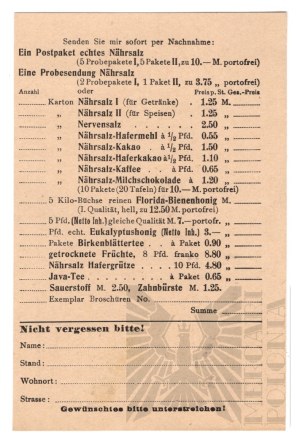 Senden Sie mir sofort per Nachnahme:
Ein Postpaket echtes Nährsalz
(5 Probepakete I, 5 Pakete II, zu 10.— M. portofrei)
Eine Probesendung Nährsalz
(2 Probepakete I, 1 Paket II, zu 3.75 „ portofrei)
Anzahl oder Preis p. St. Ges.-Preis
Karton Nährsalz I (für Getränke) . 1.25 M.
„ Nährsalz II (für Speisen) . 1.25 „
„ Nervensalz . . . . . 2.50 „
„ Nährsalz-Hafermehl à ½ Pfd. 0.55 „
„ Nährsalz-Kakao . à ½ „ 1.50 „
„ Nährsalz-Haferkakao à ½ „ 1.10 „
„ Nährsalz-Kaffee . à Pfd. 0.65 „
„ Nährsalz-Milchschokolade à 1.20 „
(10 Pakete (20 Tafeln) für 10.— M. portofrei)
5 Kilo-Büchse reinen Florida-Bienenhonig M.
(I. Qualität, hell, zu 12.50 M. portofrei)
5 Pfd. (Netto Inh.) gleiche Qualität M. 7.— portofr. „
Pfd. echt. Eukalyptushonig (Netto Inh.) 3.— „
Pakete Birkenblättertee . . à Paket 0.90 „
getrocknete Früchte, 8 Pfd. franko 8.80 „
Nährsalz Hafergrütze . . 10 Pfd. 4.80 „
Java-Tee . . . . . . à Paket 0.65 „
Sauerstoff M. 2.50, Zahnbürste M. 1.25.
Exemplar Broschüren No.
Summe
Nicht vergessen bitte!
Name:
Stand:
Wohnort:
Strasse:
Gewünschtes bitte unterstreichen!
POLONIA